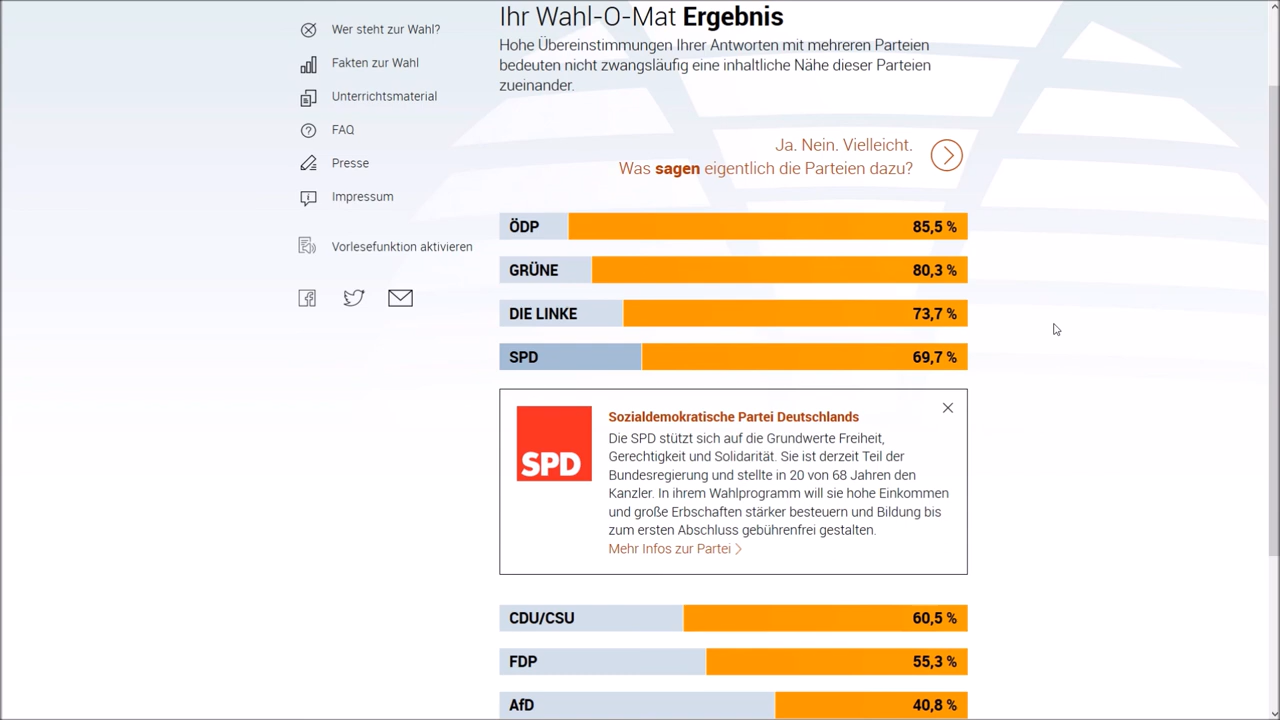 Wer steht zur Wahl?
Fakten zur Wahl
Unterrichtsmaterial
FAQ
Presse
Impressum
Vorlesefunktion aktivieren
Ihr Wahl-O-Mat Ergebnis
Hohe Übereinstimmungen Ihrer Antworten mit mehreren Parteien
bedeuten nicht zwangsläufig eine inhaltliche Nähe dieser Parteien
zueinander.
Ja. Nein. Vielleicht.
Was sagen eigentlich die Parteien dazu?
ÖDP 85,5 %
GRÜNE 80,3 %
DIE LINKE 73,7 %
SPD 69,7 %
SPD
Sozialdemokratische Partei Deutschlands
Die SPD stützt sich auf die Grundwerte Freiheit,
Gerechtigkeit und Solidarität. Sie ist derzeit Teil der
Bundesregierung und stellte in 20 von 68 Jahren den
Kanzler. In ihrem Wahlprogramm will sie hohe Einkommen
und große Erbschaften stärker besteuern und Bildung bis
zum ersten Abschluss gebührenfrei gestalten.
Mehr Infos zur Partei
CDU/CSU 60,5 %
FDP 55,3 %
AfD 40,8 %